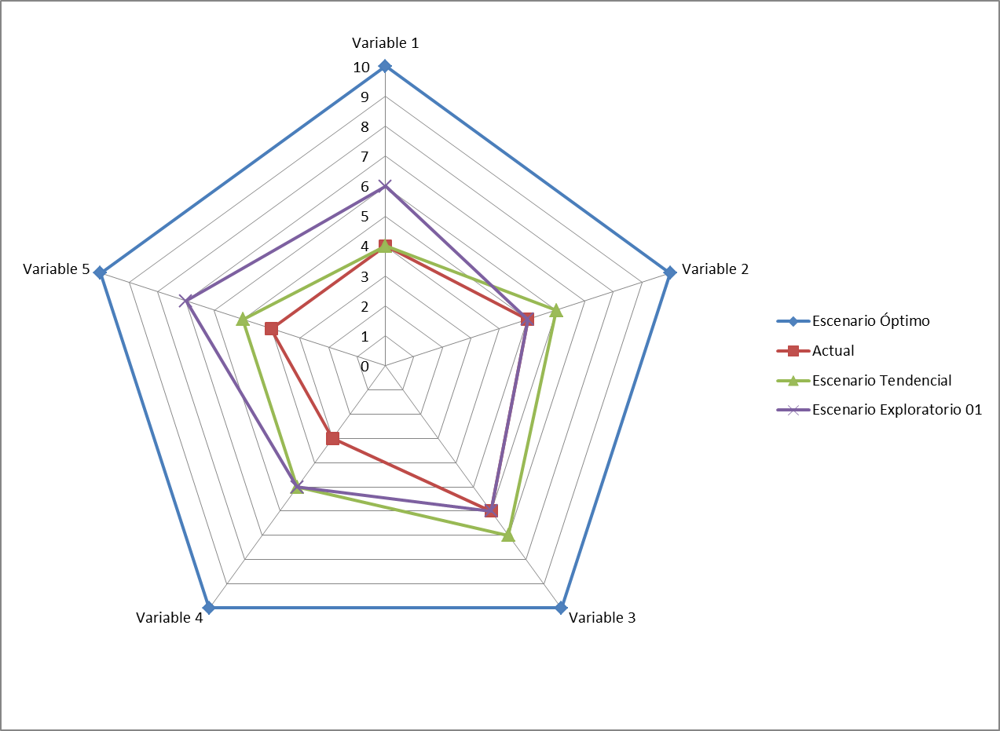 Variable 1
10
9
8
7
6
5
4
3
2
1
0
Variable 2
Variable 3
Variable 4
Variable 5
Escenario Óptimo
Actual
Escenario Tendencial
Escenario Exploratorio 01